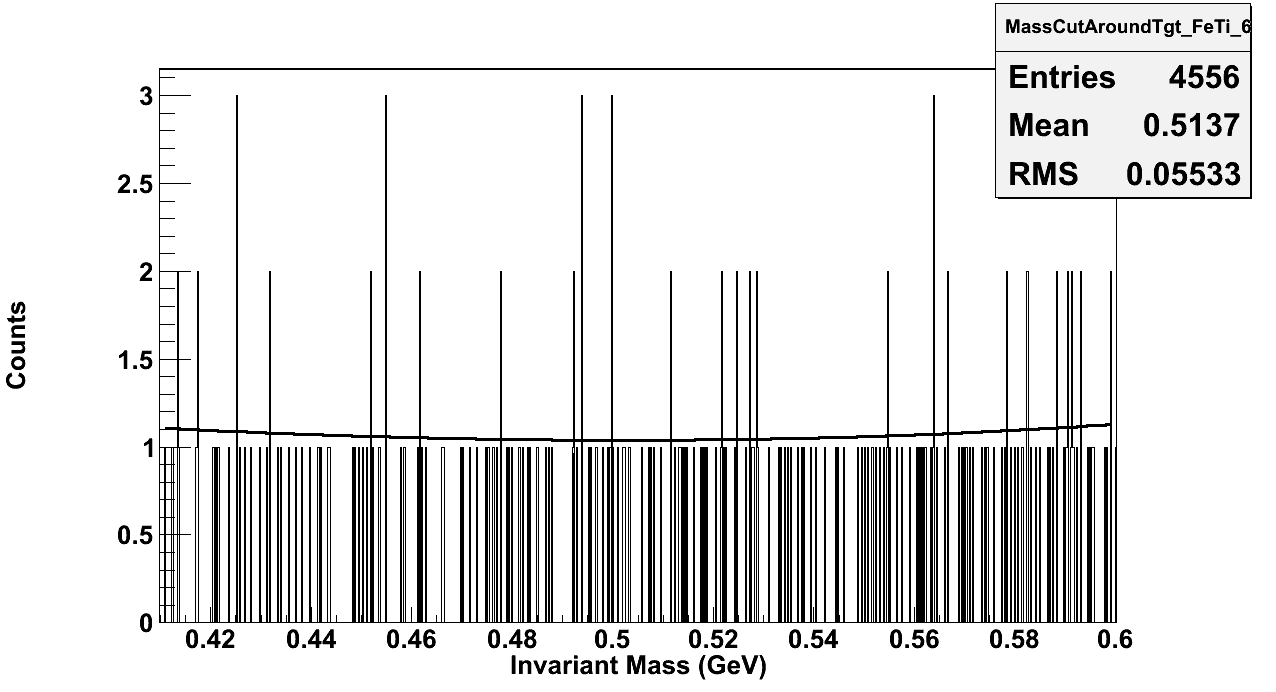 MassCutAroundTgt_FeTi_6
Entries 4556
Mean 0.5137
RMS 0.05533
3
2.5
2
1.5
1
0.5
0
Counts
0.42 0.44 0.46 0.48 0.5 0.52 0.54 0.56 0.58 0.6
Invariant Mass (GeV)